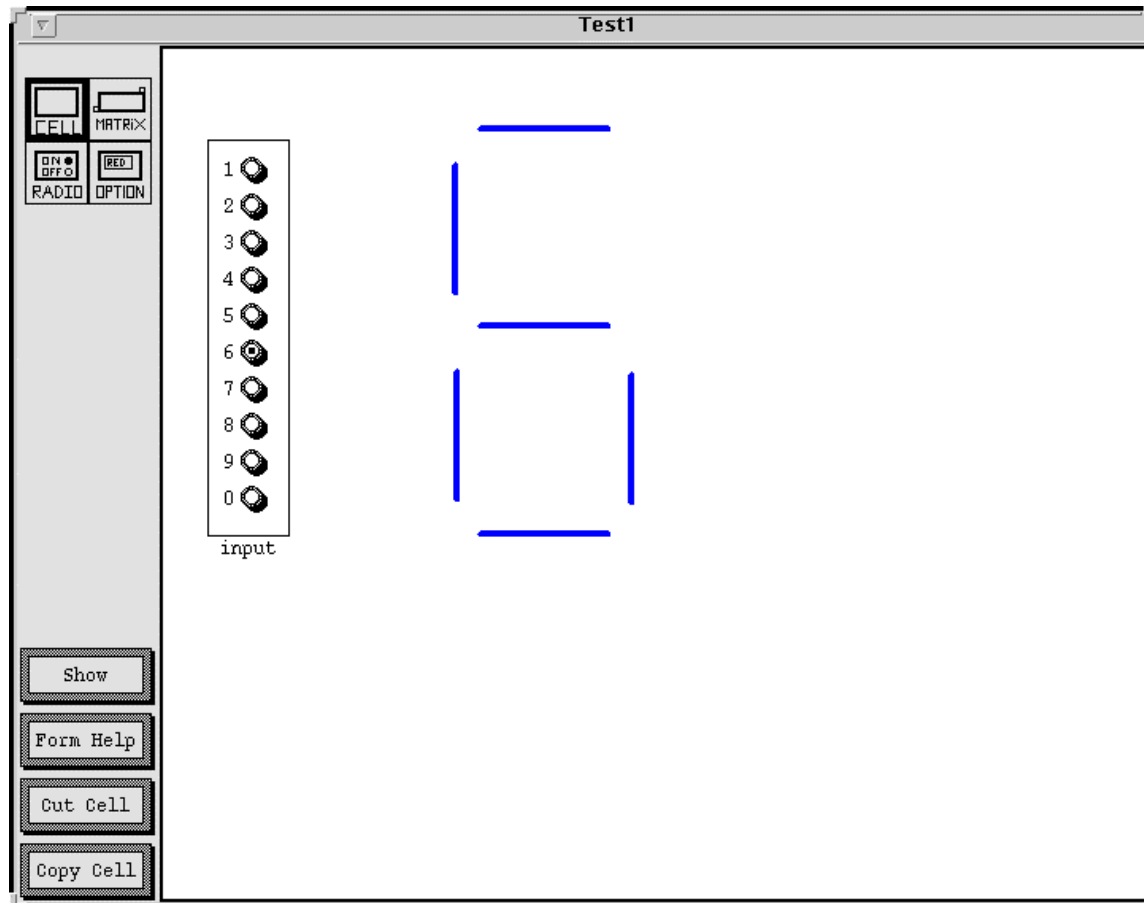 Test1
CELL
MATRiX
ON
OFF
RED
RADIO
OPTION
1
2
3
4
5
6
7
8
9
0
input
Show
Form Help
Cut Cell
Copy Cell